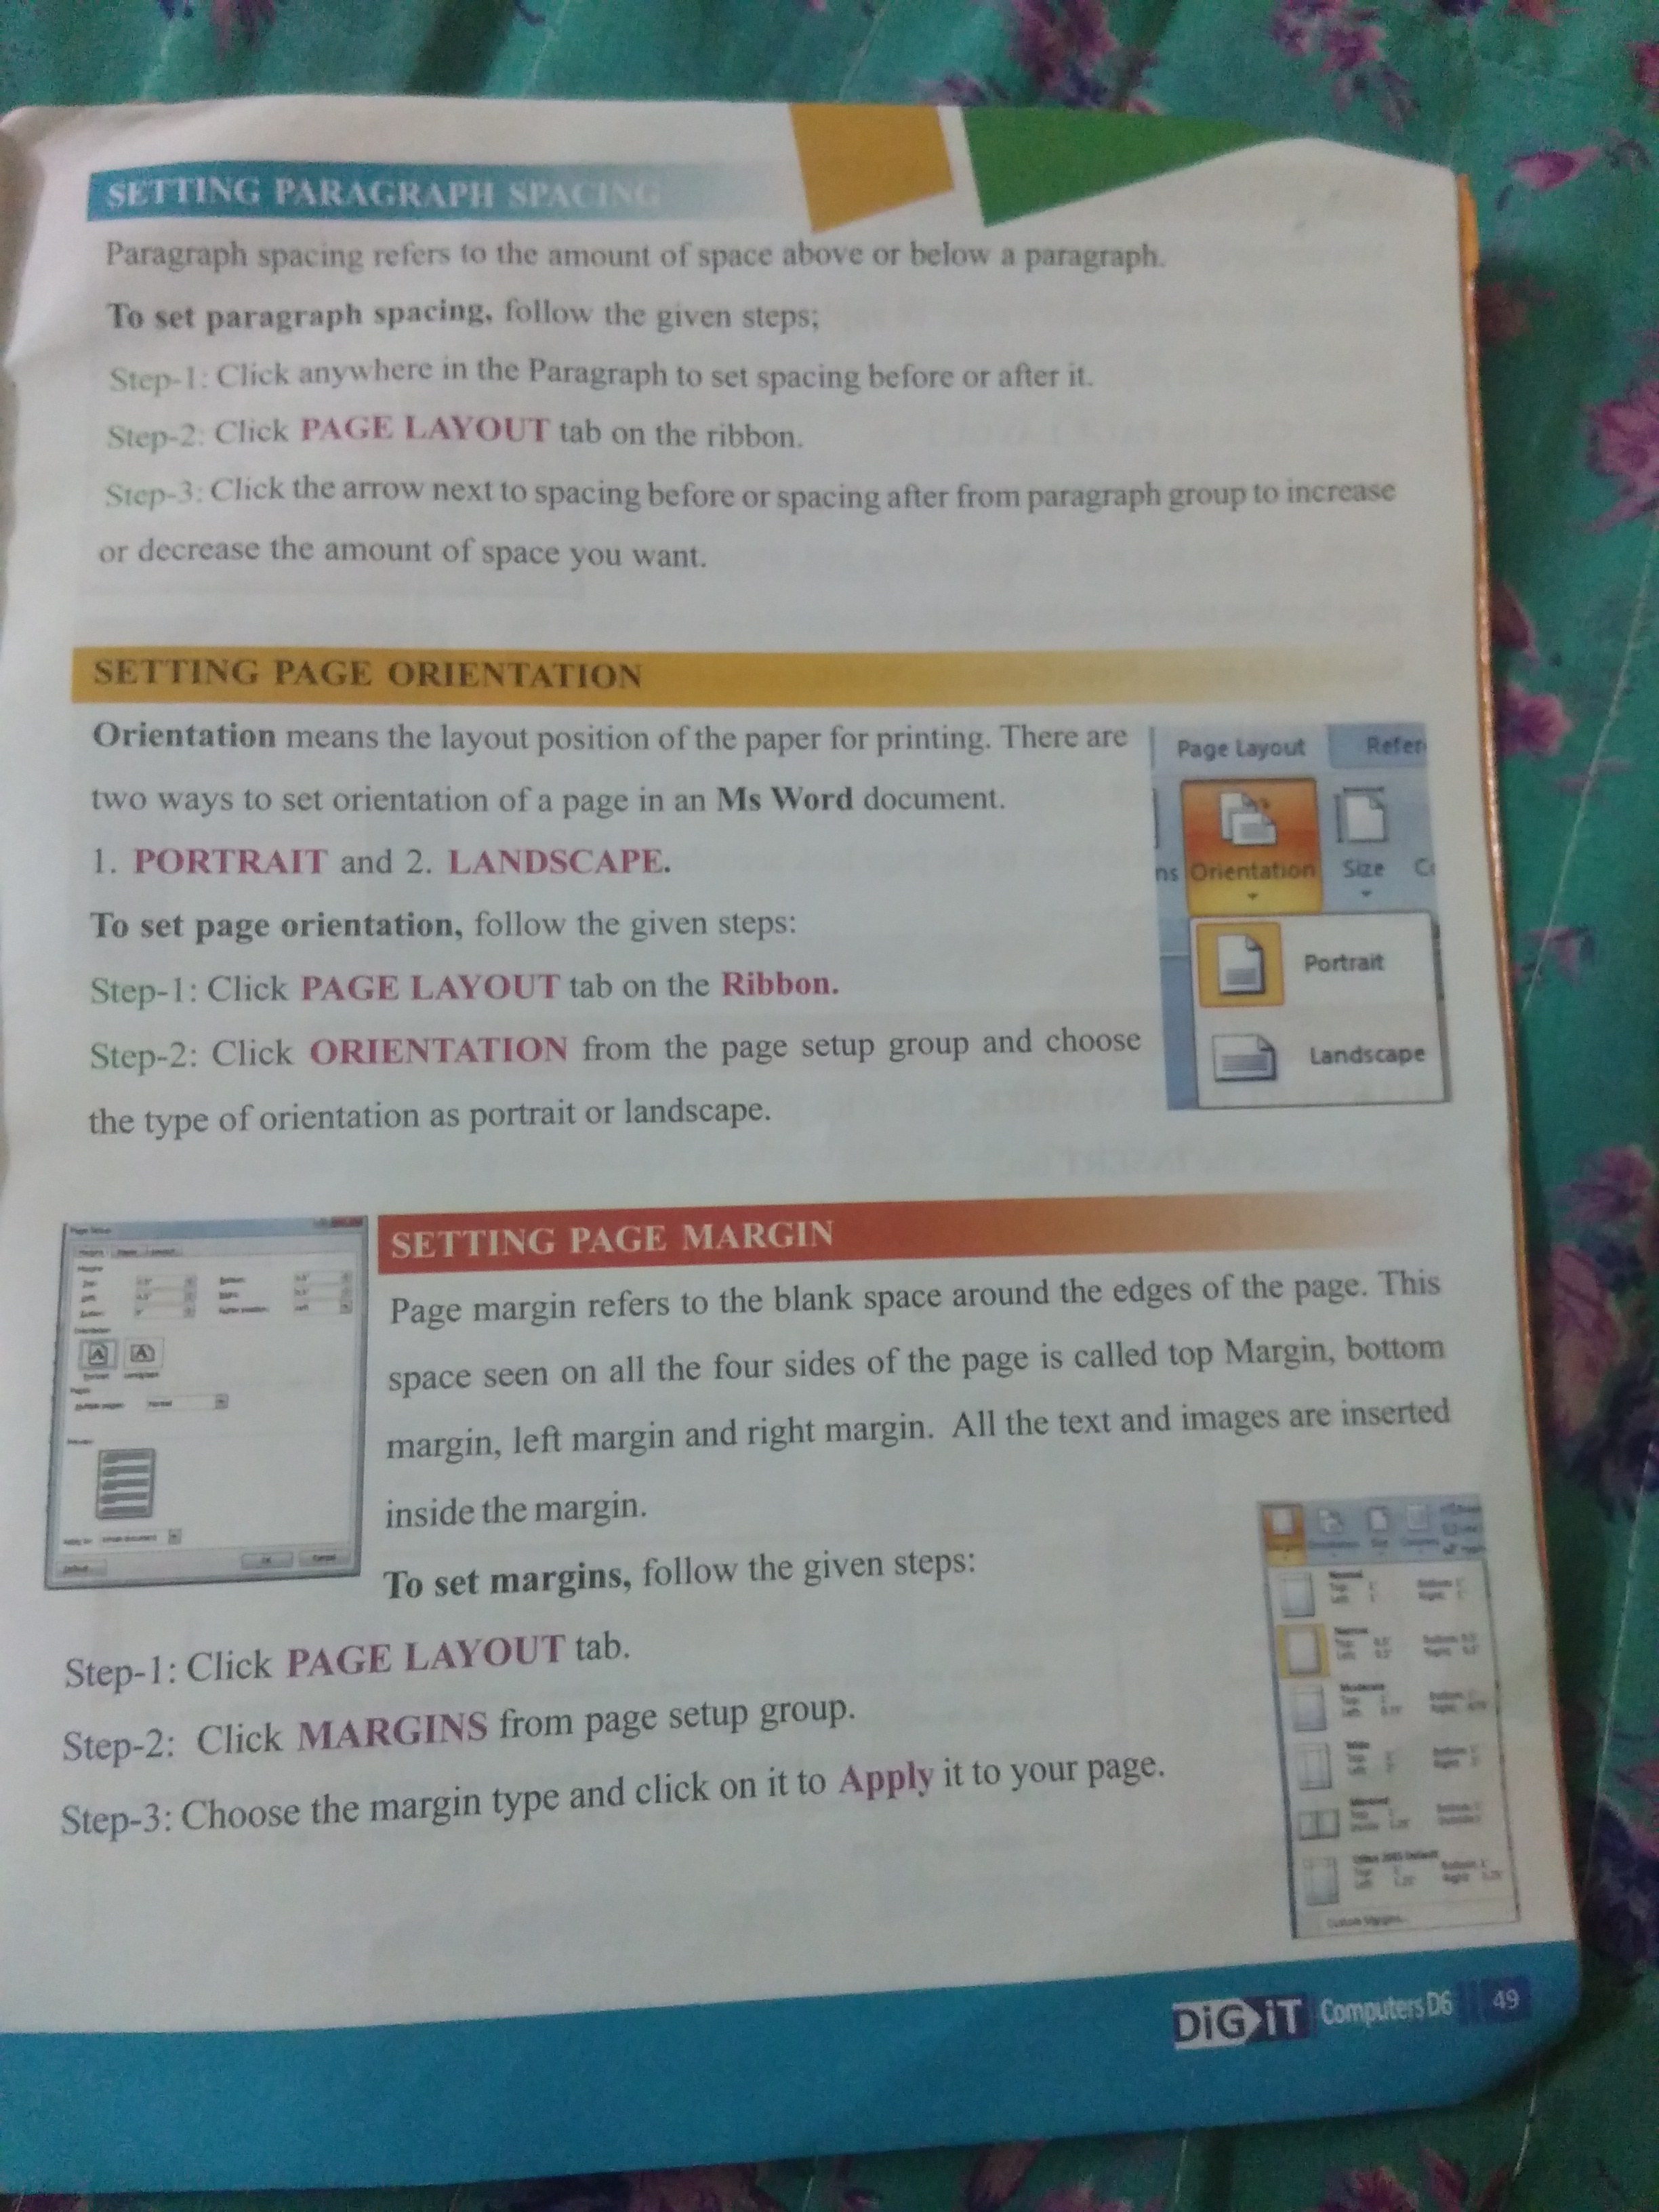 SETTING PARAGRAPH SPACING
Paragraph spacing refers to the amount of space above or below a paragraph.
To set paragraph spacing, follow the given steps;
Step-1: Click anywhere in the Paragraph to set spacing before or after it.
Step-2: Click PAGE LAYOUT tab on the ribbon.
Step-3: Click the arrow next to spacing before or spacing after from paragraph group to increase
or decrease the amount of space you want.
SETTING PAGE ORIENTATION
Orientation means the layout position of the paper for printing. There are
two ways to set orientation of a page in an Ms Word document.
1. PORTRAIT and 2. LANDSCAPE.
To set page orientation, follow the given steps:
Step-1: Click PAGE LAYOUT tab on the Ribbon.
Step-2: Click ORIENTATION from the page setup group and choose
the type of orientation as portrait or landscape.
Page Layout Refer
ns Orientation Size
Portrait
Landscape
SETTING PAGE MARGIN
Page margin refers to the blank space around the edges of the page. This
space seen on all the four sides of the page is called top Margin, bottom
margin, left margin and right margin. All the text and images are inserted
inside the margin.
To set margins, follow the given steps:
Step-1: Click PAGE LAYOUT tab.
Step-2: Click MARGINS from page setup group.
Step-3: Choose the margin type and click on it to Apply it to your page.
DiGiT Computers D6 49